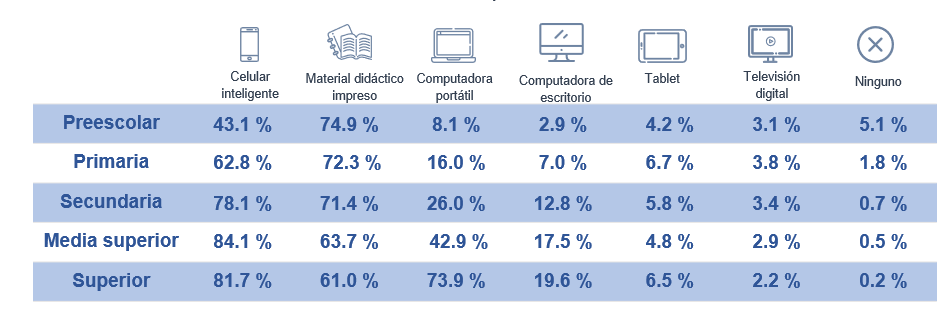 Celular
inteligente
Material didáctico
impreso
Computadora
portátil
Computadora de
escritorio
Tablet
Televisión
digital
Ninguno
Preescolar 43.1 % 74.9 % 8.1 % 2.9 % 4.2 % 3.1 % 5.1 %
Primaria 62.8 % 72.3 % 16.0 % 7.0 % 6.7 % 3.8 % 1.8 %
Secundaria 78.1 % 71.4 % 26.0 % 12.8 % 5.8 % 3.4 % 0.7 %
Media superior 84.1 % 63.7 % 42.9 % 17.5 % 4.8 % 2.9 % 0.5 %
Superior 81.7 % 61.0 % 73.9 % 19.6 % 6.5 % 2.2 % 0.2 %